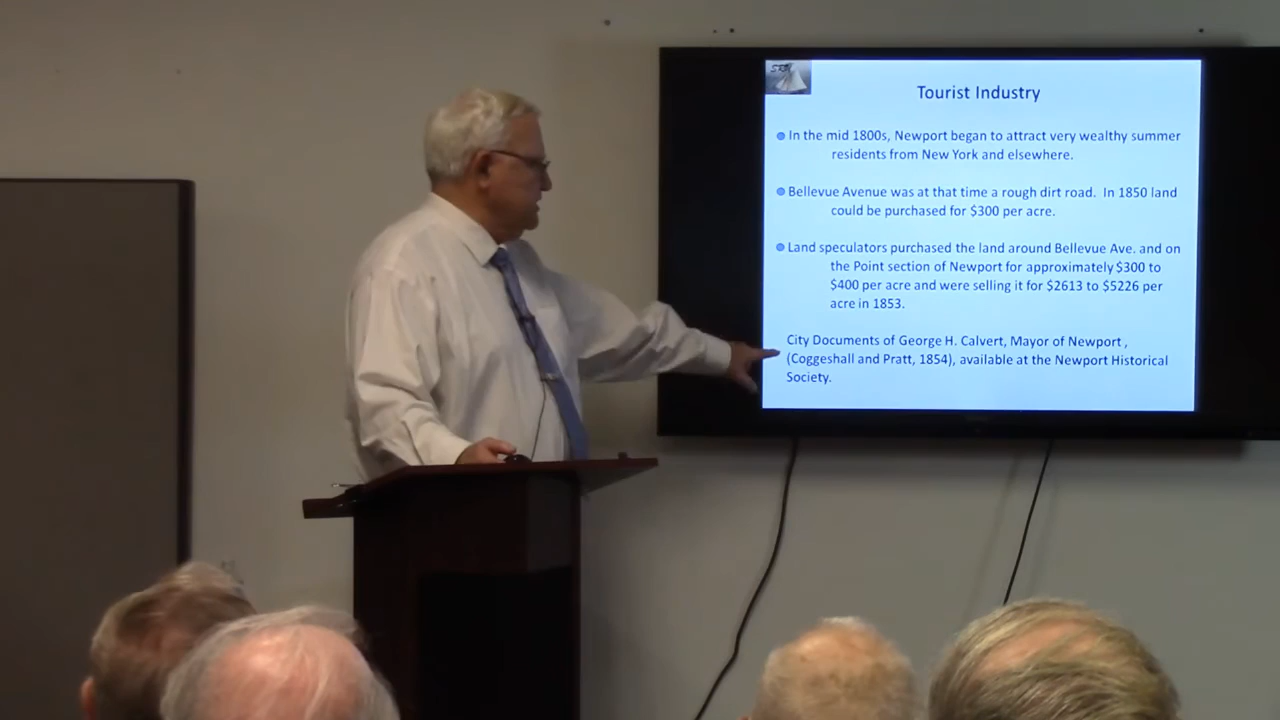 Tourist Industry
In the mid 1800s, Newport began to attract very wealthy summer
residents from New York and elsewhere.
Bellevue Avenue was at that time a rough dirt road. In 1850 land
could be purchased for $300 per acre.
Land speculators purchased the land around Bellevue Ave. and on
the Point section of Newport for approximately $300 to
$400 per acre and were selling it for $2613 to $5226 per
acre in 1853.
City Documents of George H. Calvert, Mayor of Newport ,
(Coggeshall and Pratt, 1854), available at the Newport Historical
Society.